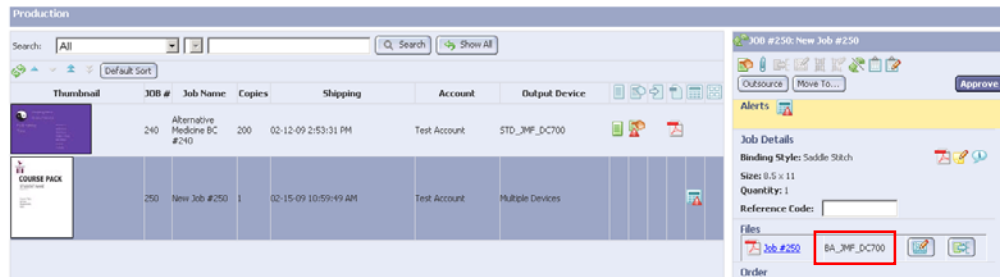 Production
Search: All Search Show All
Default Sort
Thumbnail JOB # Job Name Copies Shipping Account Output Device
240 Alternative Medicine BC #240 200 02-12-09 2:53:31 PM Test Account STD_JMF_DC700
COURSE PACK
250 New Job #250 1 02-15-09 10:59:49 AM Test Account Multiple Devices
JOB #250: New Job #250
Outsource Move To... Approve
Alerts
Job Details
Binding Style: Saddle Stitch
Size: 8.5 x 11
Quantity: 1
Reference Code:
Files
Job #250 BA_JMF_DC700
Order